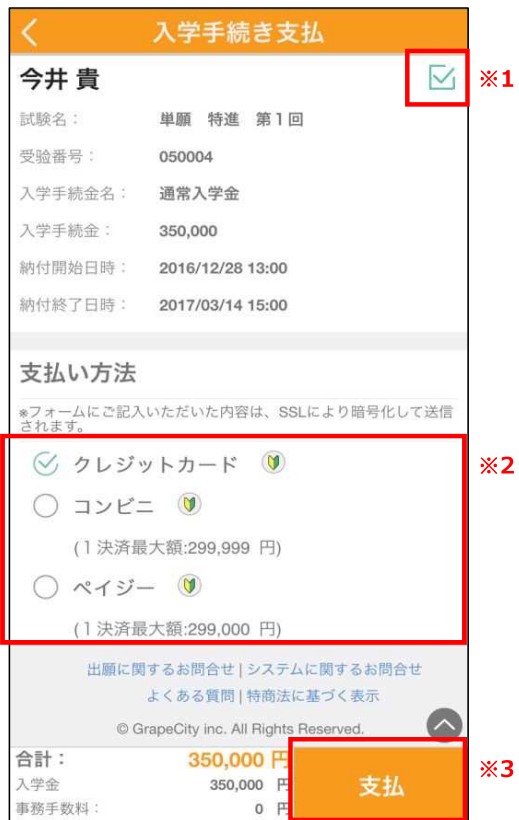 入学手続き支払
今井 貴
※1
試験名： 単願 特進 第1回
受験番号： 050004
入学手続金名： 通常入学金
入学手続金： 350,000
納付開始日時： 2016/12/28 13:00
納付終了日時： 2017/03/14 15:00
支払い方法
※フォームにご記入いただいた内容は、SSLにより暗号化して送信
されます。
クレジットカード
※2
コンビニ
(1決済最大額:299,999 円)
ペイジー
(1決済最大額:299,000 円)
出願に関するお問合せ | システムに関するお問合せ
よくある質問 | 特商法に基づく表示
© GrapeCity inc. All Rights Reserved.
合計： 350,000 円
入学金 350,000 円
支払
※3
事務手数料： 0 円